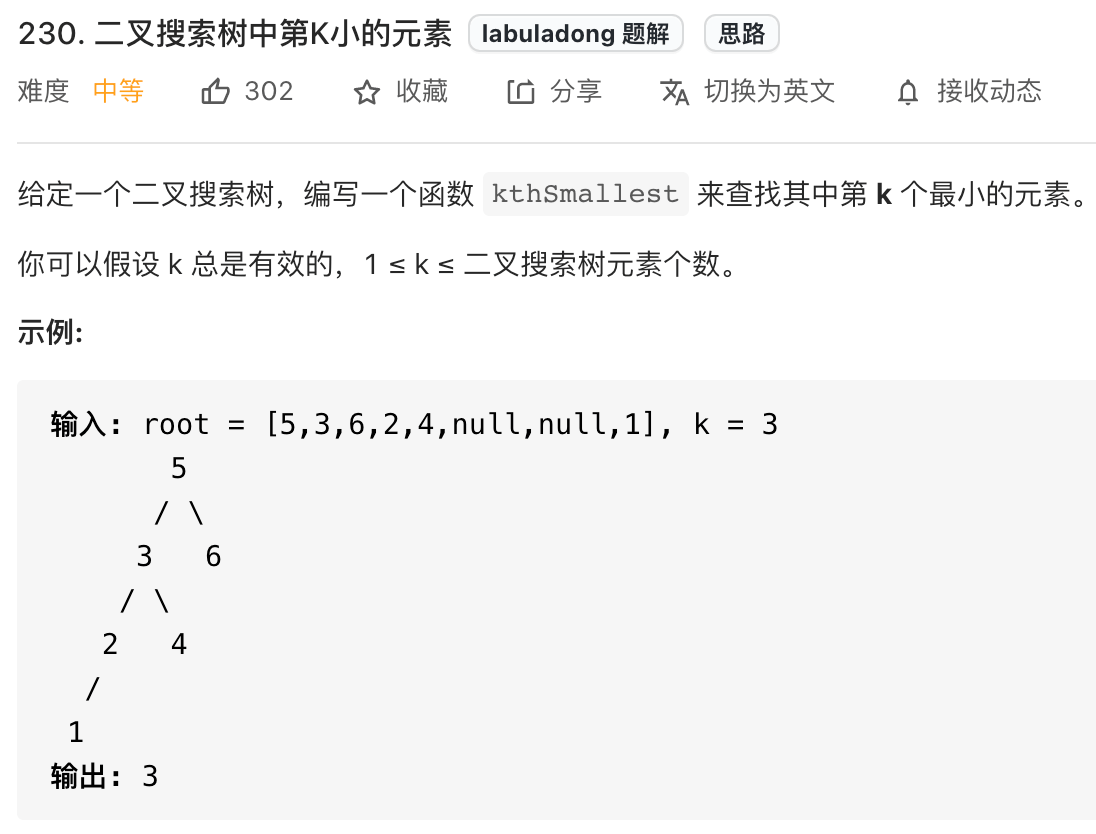 230. 二叉搜索树中第K小的元素 labuladong 题解 思路
难度 中等 302 收藏 分享 切换为英文 接收动态
给定一个二叉搜索树，编写一个函数 kthSmallest 来查找其中第 k 个最小的元素。
你可以假设 k 总是有效的，1 ≤ k ≤ 二叉搜索树元素个数。
示例:
输入: root = [5,3,6,2,4,null,null,1], k = 3
5
/ \
3 6
/ \
2 4
/
1
输出: 3